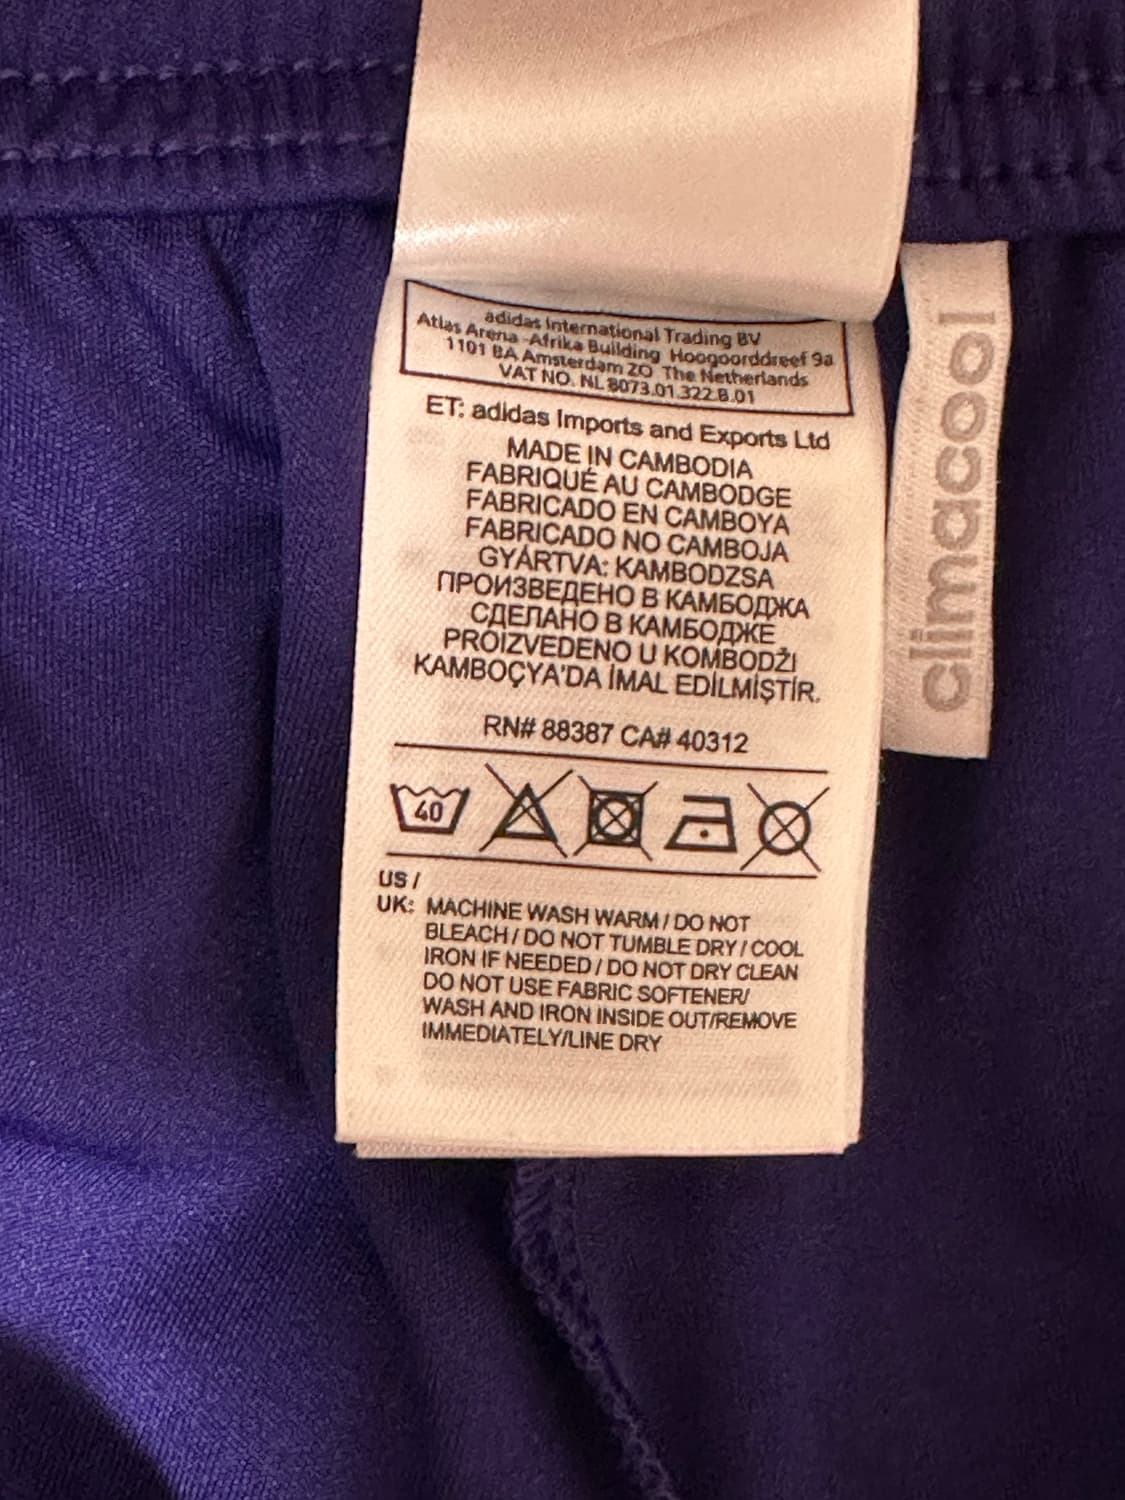 adidas International Trading BV
Atlas Arena -Afrika Building Hoogoorddreef 9a
1101 BA Amsterdam ZO The Netherlands
VAT NO. NL 8073.01.322.B.01
ET: adidas Imports and Exports Ltd
MADE IN CAMBODIA
FABRIQUÉ AU CAMBODGE
FABRICADO EN CAMBOYA
FABRICADO NO CAMBOJA
GYÁRTVA: KAMBODZSA
ПРОИЗВЕДЕНО В КАМБОДЖА
СДЕЛАНО В КАМБОДЖЕ
PROIZVEDENO U KOMBODŽI
KAMBOÇYA'DA İMAL EDİLMİŞTİR.
RN# 88387 CA# 40312
40
US /
UK: MACHINE WASH WARM / DO NOT
BLEACH / DO NOT TUMBLE DRY / COOL
IRON IF NEEDED / DO NOT DRY CLEAN
DO NOT USE FABRIC SOFTENER/
WASH AND IRON INSIDE OUT/REMOVE
IMMEDIATELY/LINE DRY
climacool